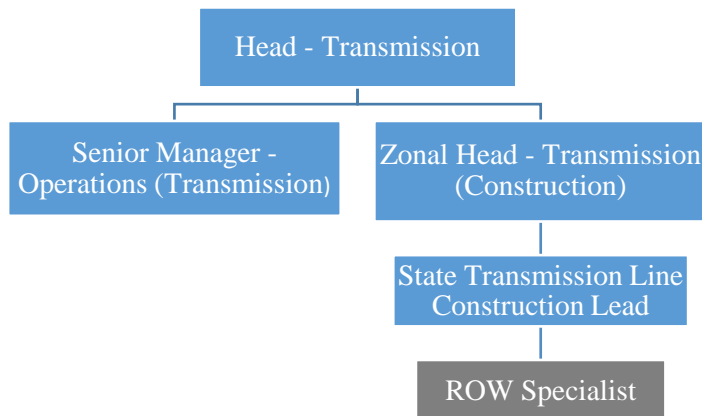 Head - Transmission
Senior Manager -
Operations (Transmission)
Zonal Head - Transmission
(Construction)
State Transmission Line
Construction Lead
ROW Specialist